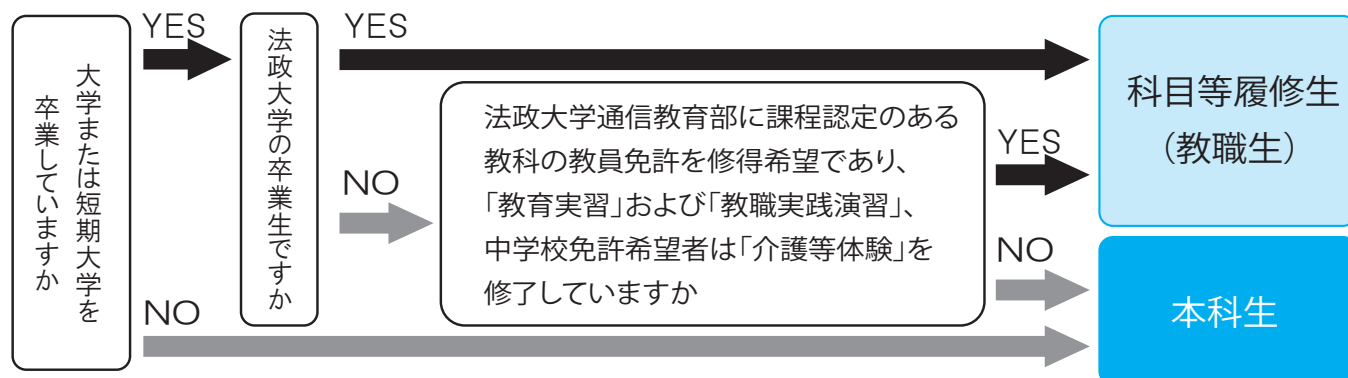 大学または短期大学を
卒業していますか
YES
NO
法政大学の卒業生ですか
YES
NO
法政大学通信教育部に課程認定のある
教科の教員免許を修得希望であり、
「教育実習」および「教職実践演習」、
中学校免許希望者は「介護等体験」を
修了していますか
YES
NO
科目等履修生
（教職生）
本科生